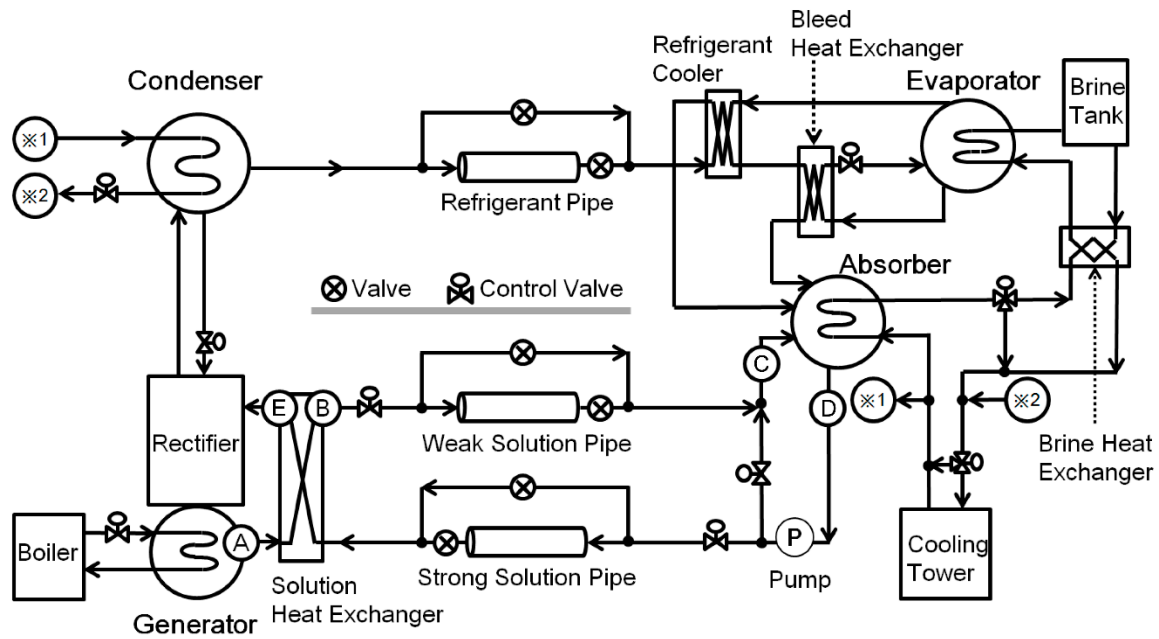 Bleed
Heat Exchanger
Refrigerant
Cooler
Condenser
Evaporator
Brine
Tank
※1
※2
Refrigerant Pipe
Absorber
Valve
Control Valve
C
E
B
D
※1
※2
Rectifier
Weak Solution Pipe
Brine Heat
Exchanger
Boiler
A
P
Cooling
Tower
Strong Solution Pipe
Pump
Solution
Heat Exchanger
Generator